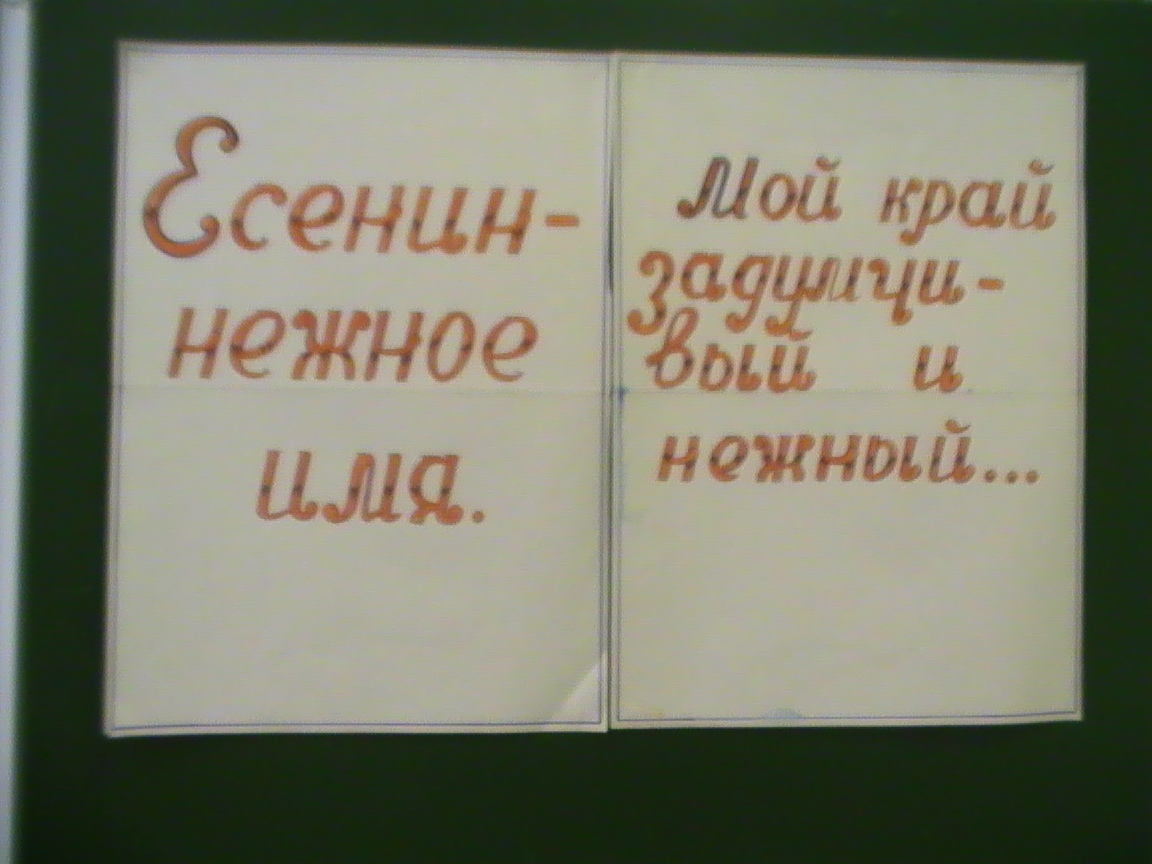 Есенин-
нежное
имя.
Мой край
задумчи-
вый и
нежный...